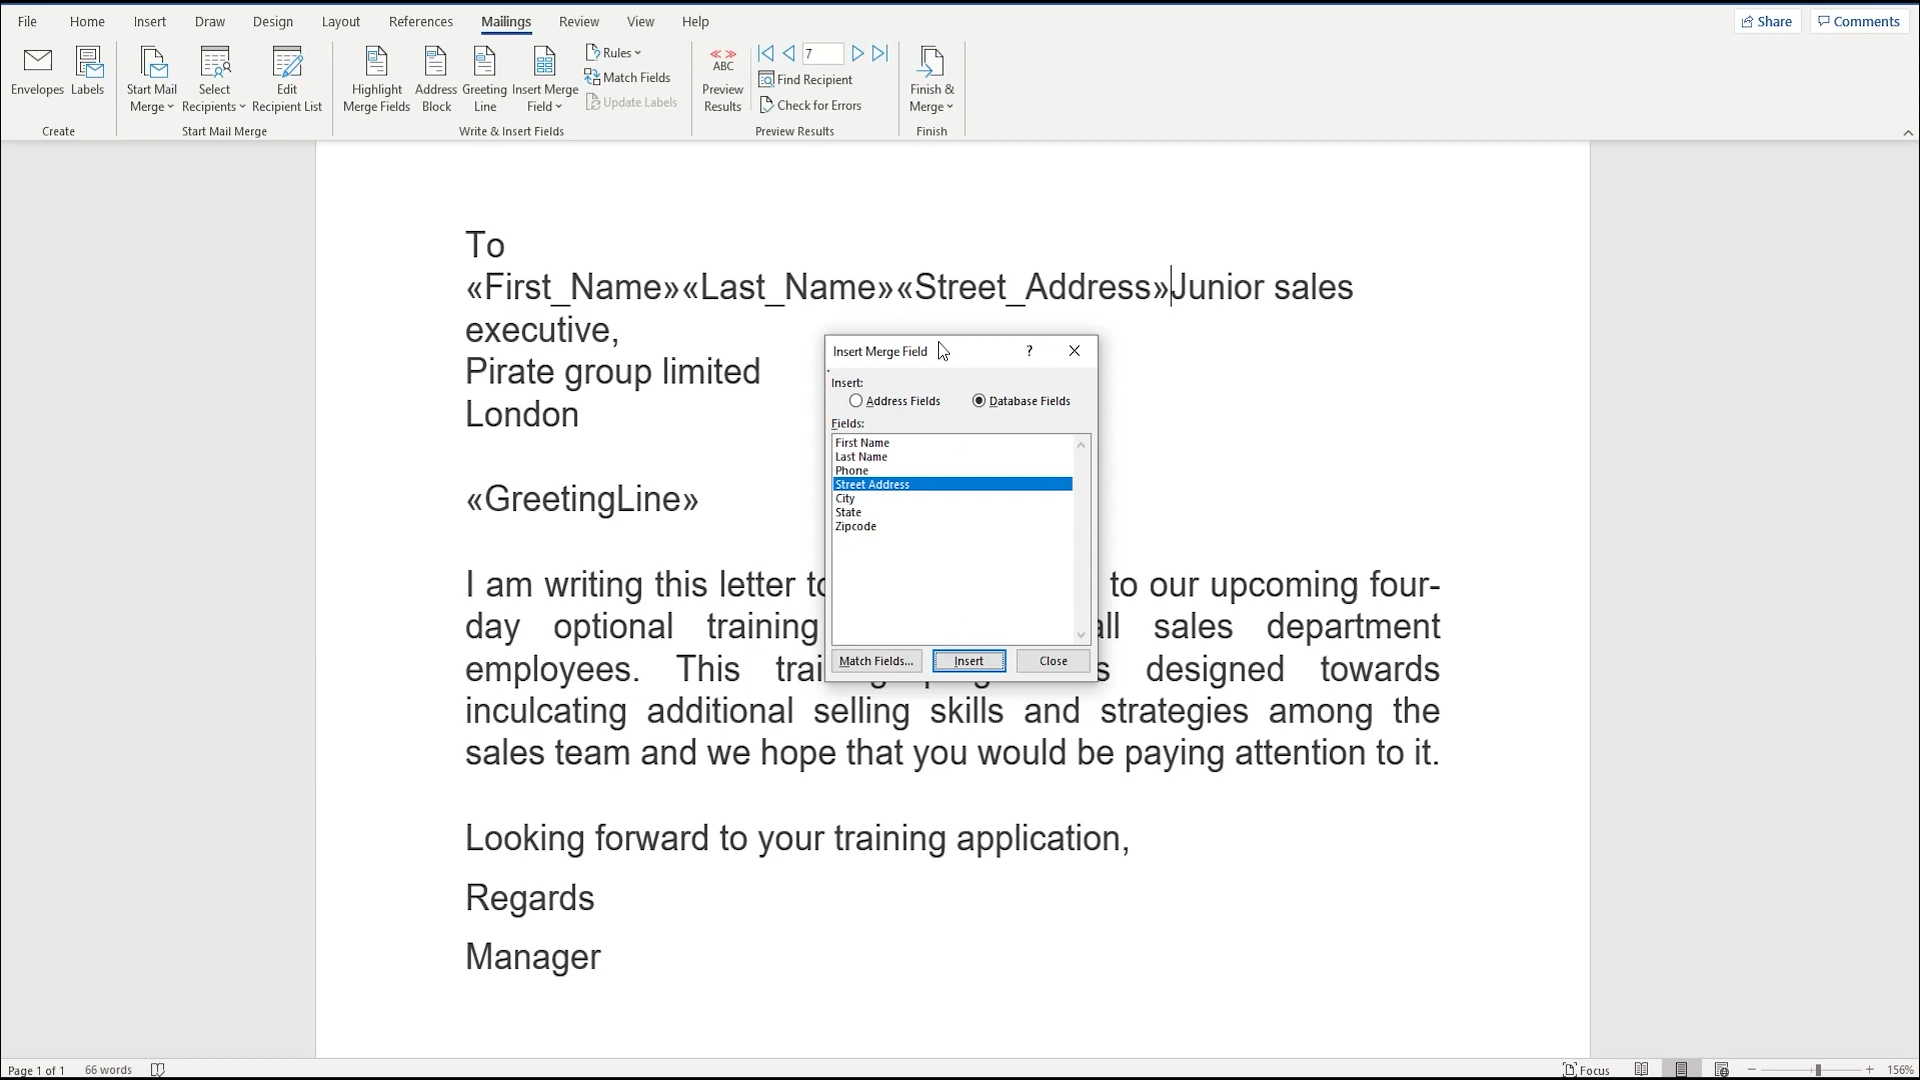 File Home Insert Draw Design Layout References Mailings Review View Help Share Comments
Envelopes Labels
Create
Start Mail Merge
Select Recipients
Edit Recipient List
Start Mail Merge
Highlight Merge Fields
Address Block
Greeting Line
Insert Merge Field
Rules
Match Fields
Update Labels
Write & Insert Fields
ABC
Preview Results
7
Find Recipient
Check for Errors
Preview Results
Finish & Merge
Finish
To
«First_Name»«Last_Name»«Street_Address»Junior sales
executive,
Pirate group limited
London
«GreetingLine»
I am writing this letter to our upcoming four-
day optional training all sales department
employees. This designed towards
inculcating additional selling skills and strategies among the
sales team and we hope that you would be paying attention to it.
Looking forward to your training application,
Regards
Manager
Insert Merge Field ?
Insert:
Address Fields Database Fields
Fields:
First Name
Last Name
Phone
Street Address
City
State
Zipcode
Match Fields... Insert Close
Page 1 of 1 66 words Focus 156%